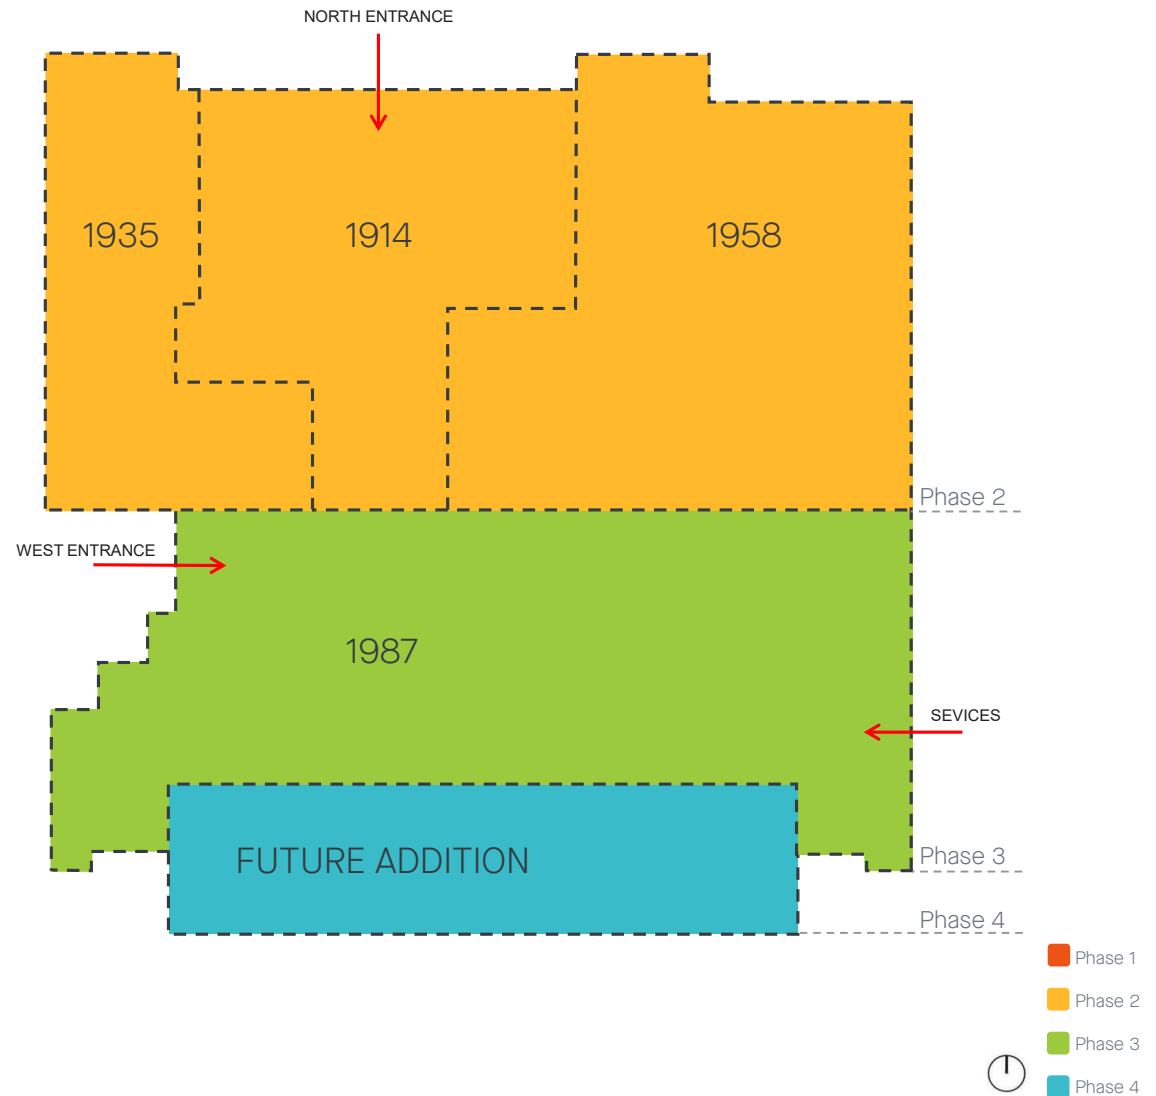 NORTH ENTRANCE
1935
1914
1958
Phase 2
WEST ENTRANCE
1987
SEVICES
FUTURE ADDITION
Phase 3
Phase 4
Phase 1
Phase 2
Phase 3
Phase 4